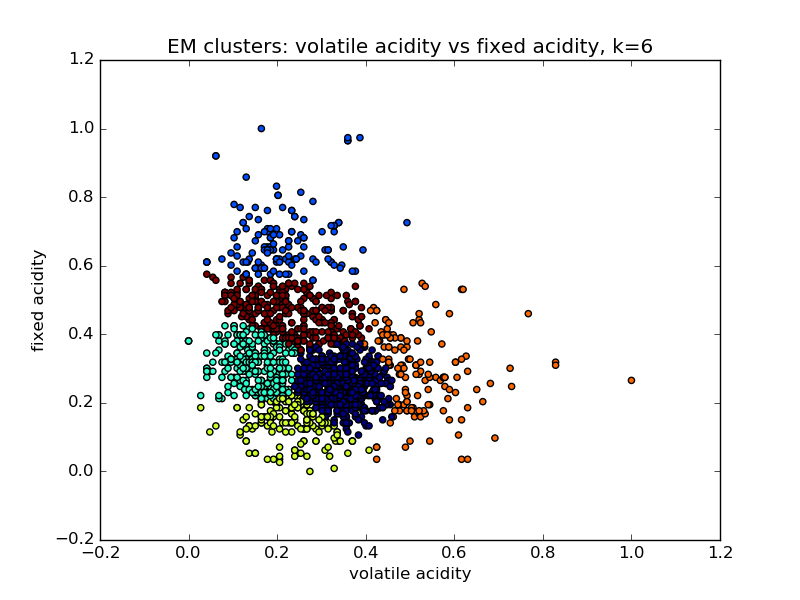 EM clusters: volatile acidity vs fixed acidity, k=6
1.2
1.0
0.8
0.6
0.4
0.2
0.0
−0.2
fixed acidity
−0.2 0.0 0.2 0.4 0.6 0.8 1.0 1.2
volatile acidity